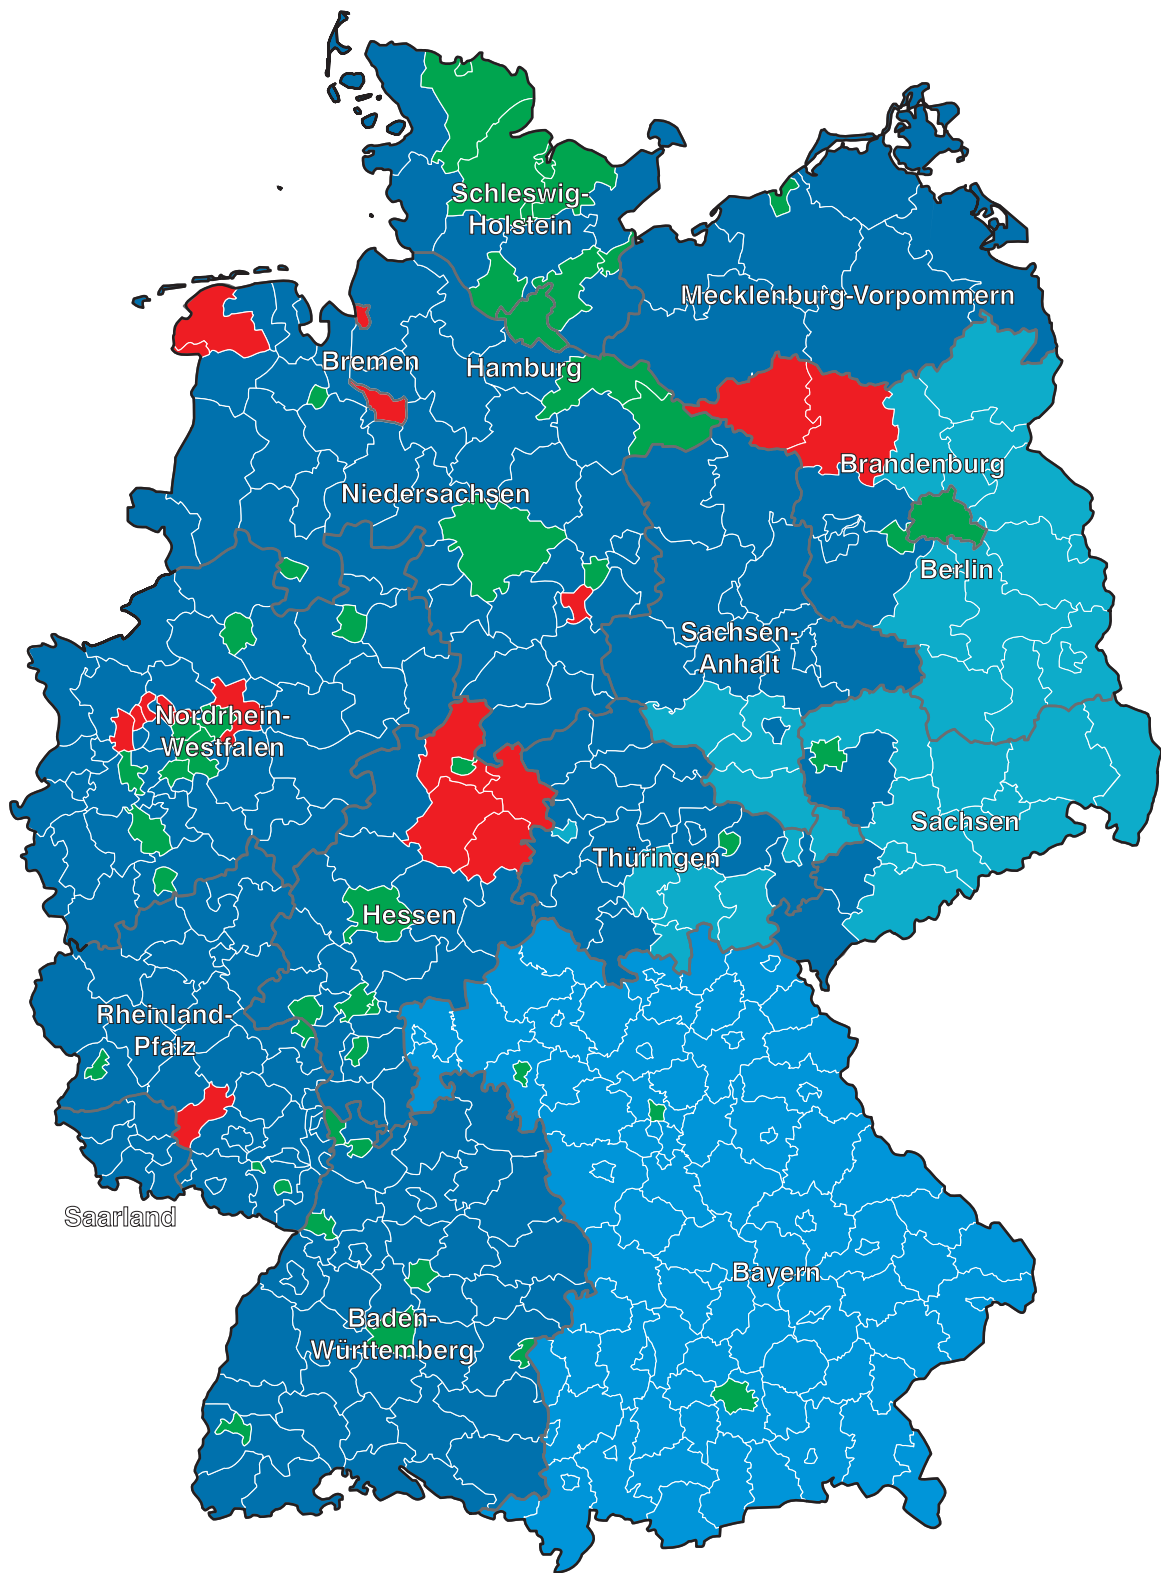 Schleswig-
Holstein
Mecklenburg-Vorpommern
Bremen
Hamburg
Brandenburg
Niedersachsen
Berlin
Sachsen-
Anhalt
Nordrhein-
Westfalen
Sachsen
Thüringen
Hessen
Rheinland-
Pfalz
Saarland
Bayern
Baden-
Württemberg